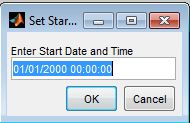 Set Star...
Enter Start Date and Time
01/01/2000 00:00:00
OK
Cancel